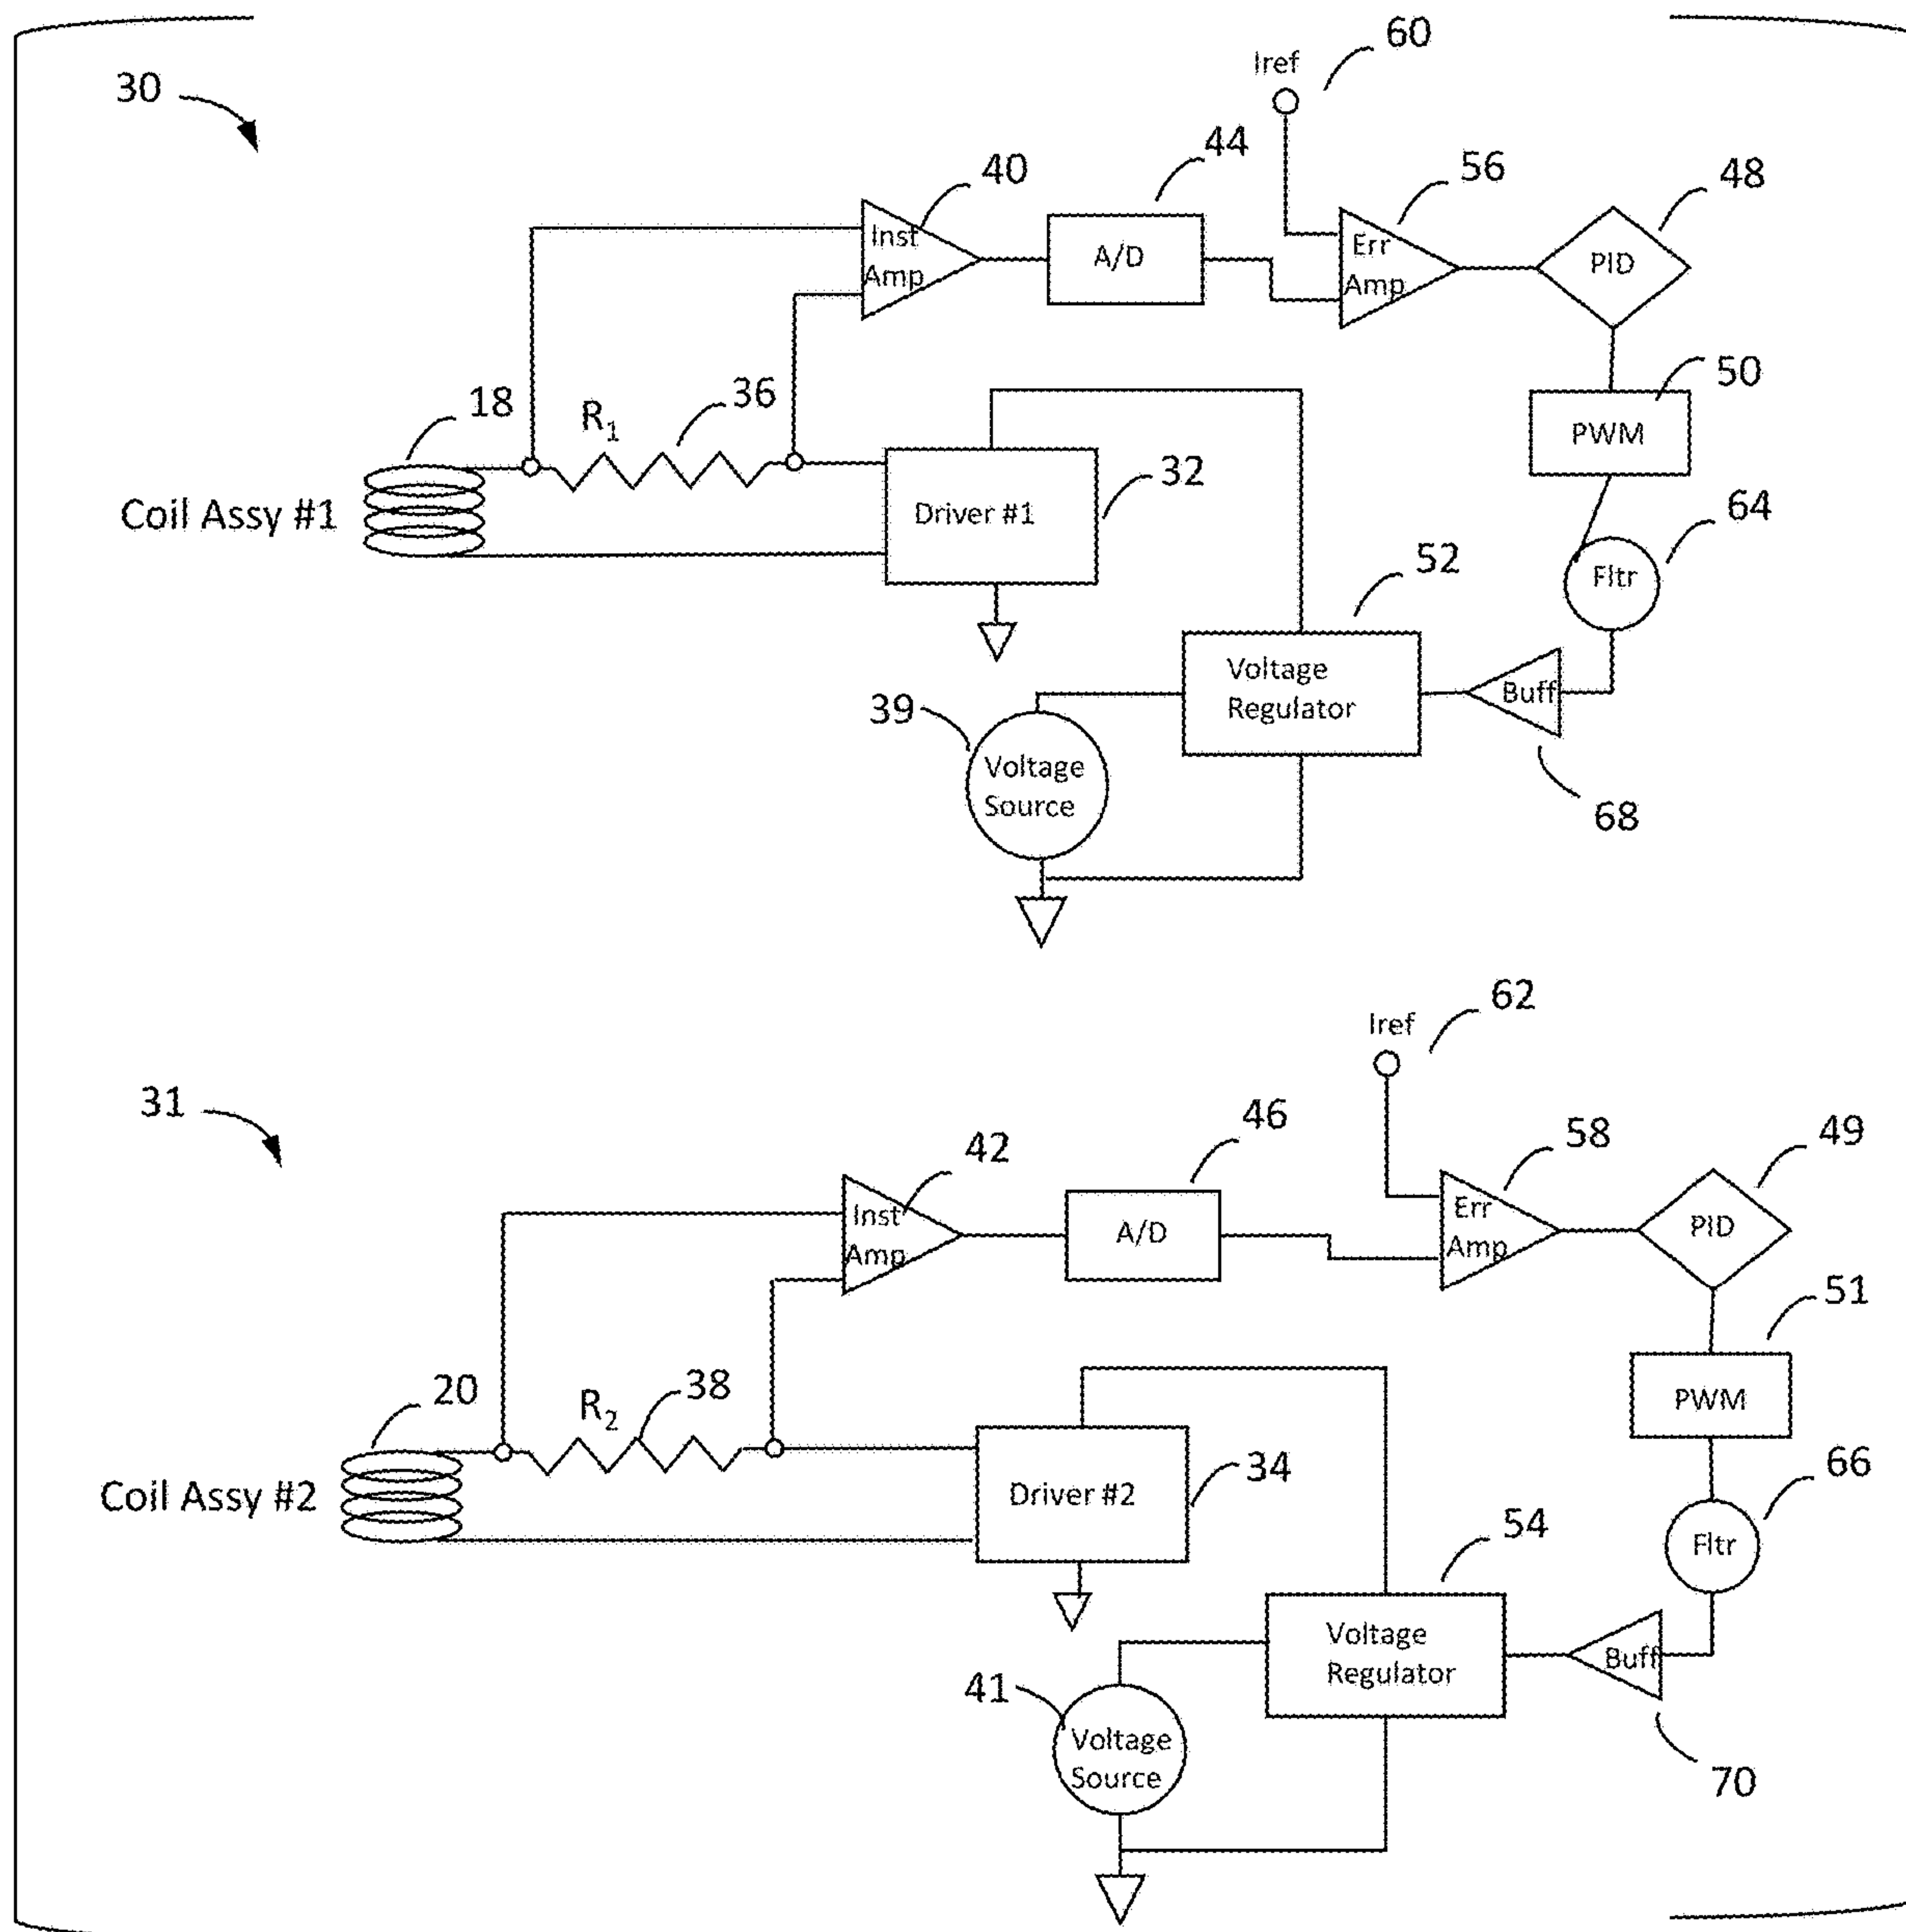 60
Iref
30
44
40
56
48
Inst
Amp
A/D
Err
Amp
PID
50
18
R1
36
PWM
32
Coil Assy #1
Driver #1
64
52
Fltr
Voltage
Regulator
Buff
39
Voltage
Source
68
62
Iref
31
46
58
49
42
Inst
Amp
A/D
Err
Amp
PID
51
20
R2
38
PWM
Coil Assy #2
Driver #2
34
66
54
Fltr
Voltage
Regulator
Buff
41
Voltage
Source
70